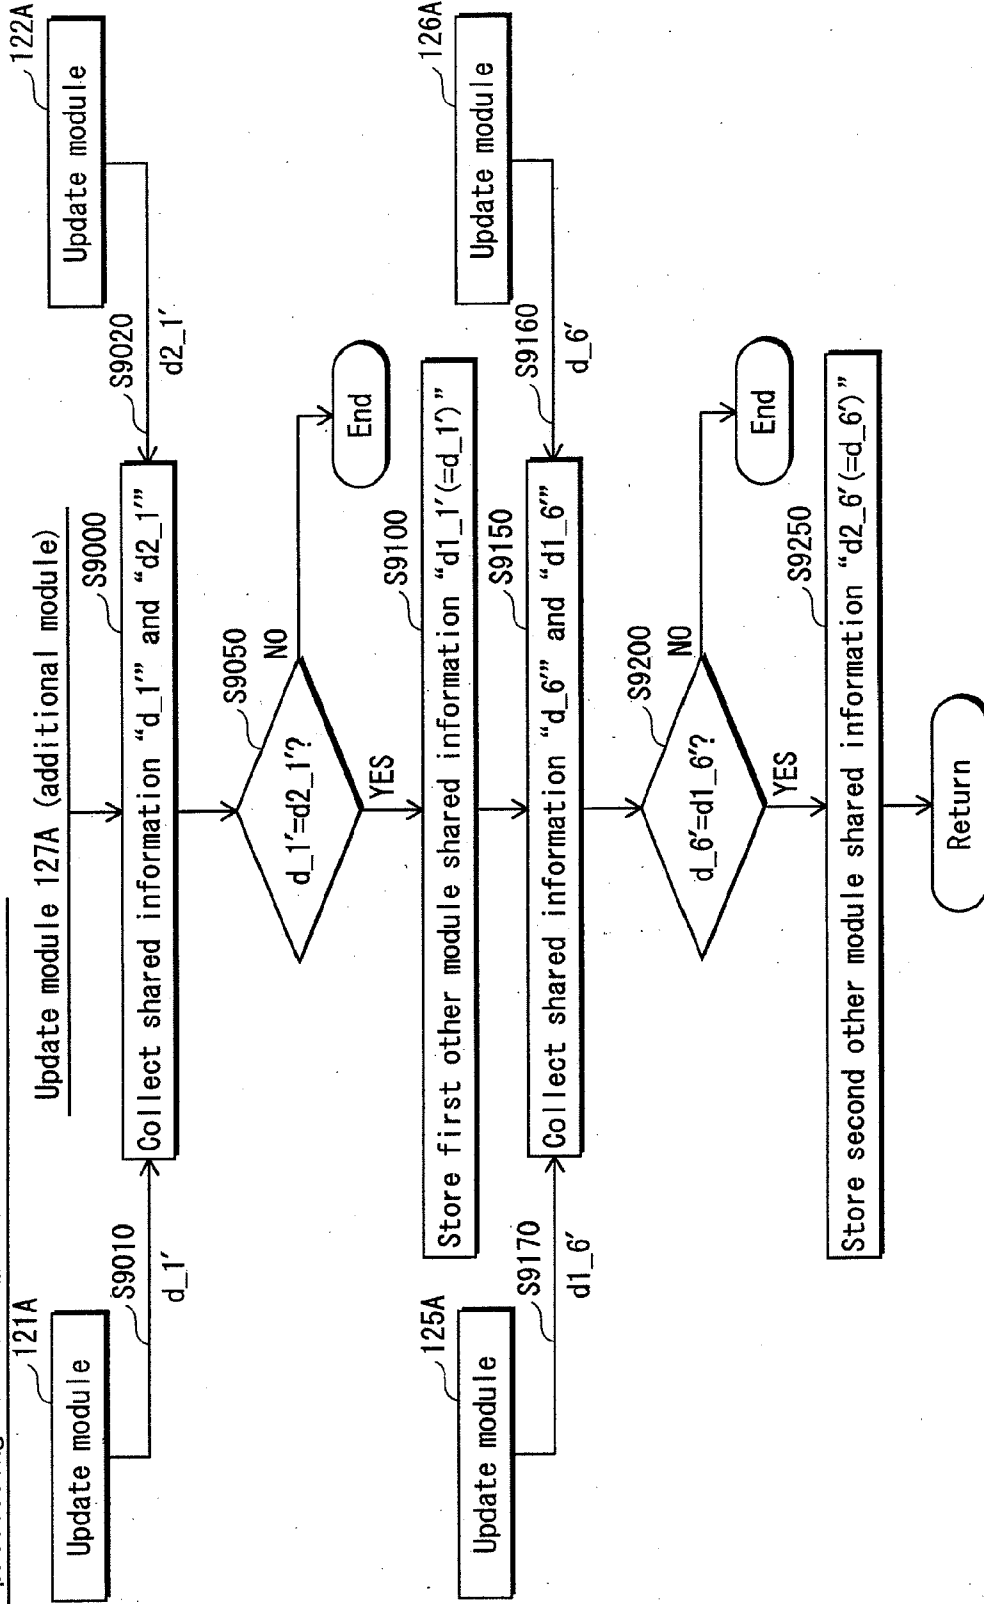 Update module 127A (additional module)
121A
Update module
122A
Update module
S9000
S9010
d_1′
S9020
d2_1′
Collect shared information “d_1′” and “d2_1′”
S9050
d_1′=d2_1′?
NO
End
YES
S9100
Store first other module shared information “d1_1′(=d_1′)”
125A
Update module
126A
Update module
S9150
S9170
d1_6′
S9160
d_6′
Collect shared information “d_6′” and “d1_6′”
S9200
d_6′=d1_6′?
NO
End
YES
S9250
Store second other module shared information “d2_6′(=d_6′)”
Return